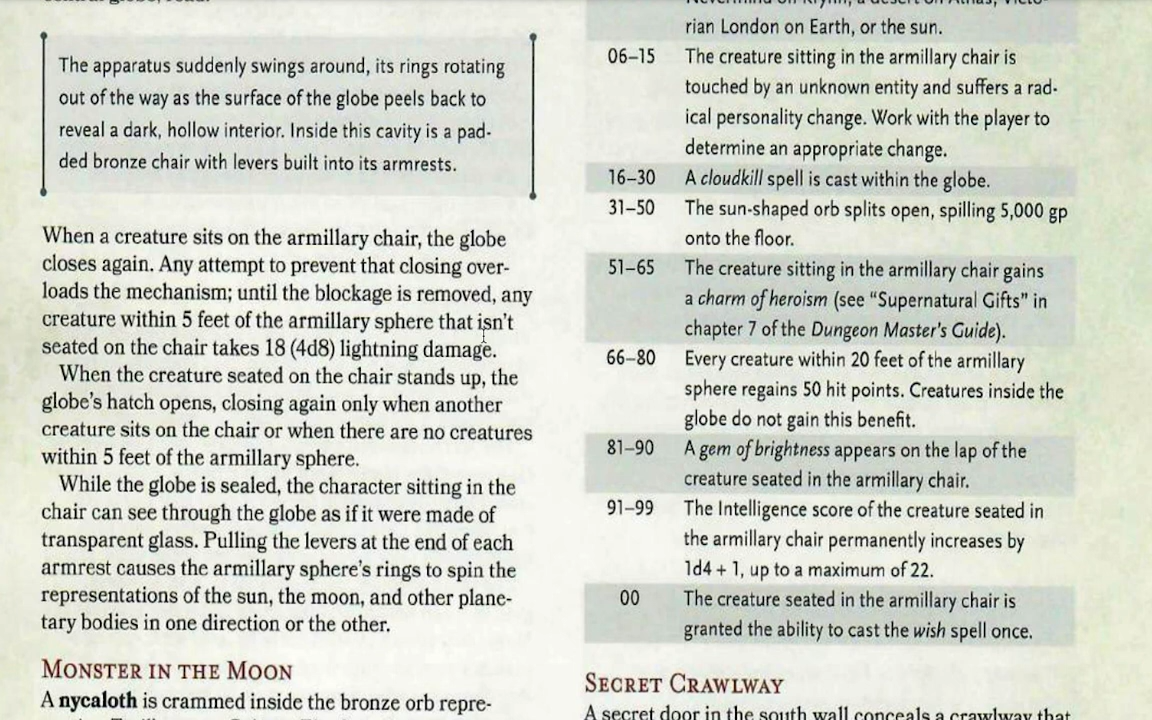 The apparatus suddenly swings around, its rings rotating
out of the way as the surface of the globe peels back to
reveal a dark, hollow interior. Inside this cavity is a pad-
ded bronze chair with levers built into its armrests.
When a creature sits on the armillary chair, the globe
closes again. Any attempt to prevent that closing over-
loads the mechanism; until the blockage is removed, any
creature within 5 feet of the armillary sphere that isn't
seated on the chair takes 18 (4d8) lightning damage.
When the creature seated on the chair stands up, the
globe's hatch opens, closing again only when another
creature sits on the chair or when there are no creatures
within 5 feet of the armillary sphere.
While the globe is sealed, the character sitting in the
chair can see through the globe as if it were made of
transparent glass. Pulling the levers at the end of each
armrest causes the armillary sphere's rings to spin the
representations of the sun, the moon, and other plane-
tary bodies in one direction or the other.
MONSTER IN THE MOON
A nycaloth is crammed inside the bronze orb repre-
rian London on Earth, or the sun.
06–15 The creature sitting in the armillary chair is
touched by an unknown entity and suffers a rad-
ical personality change. Work with the player to
determine an appropriate change.
16–30 A cloudkill spell is cast within the globe.
31–50 The sun-shaped orb splits open, spilling 5,000 gp
onto the floor.
51–65 The creature sitting in the armillary chair gains
a charm of heroism (see “Supernatural Gifts” in
chapter 7 of the Dungeon Master's Guide).
66–80 Every creature within 20 feet of the armillary
sphere regains 50 hit points. Creatures inside the
globe do not gain this benefit.
81–90 A gem of brightness appears on the lap of the
creature seated in the armillary chair.
91–99 The Intelligence score of the creature seated in
the armillary chair permanently increases by
1d4 + 1, up to a maximum of 22.
00 The creature seated in the armillary chair is
granted the ability to cast the wish spell once.
SECRET CRAWLWAY
A secret door in the south wall conceals a crawlway that